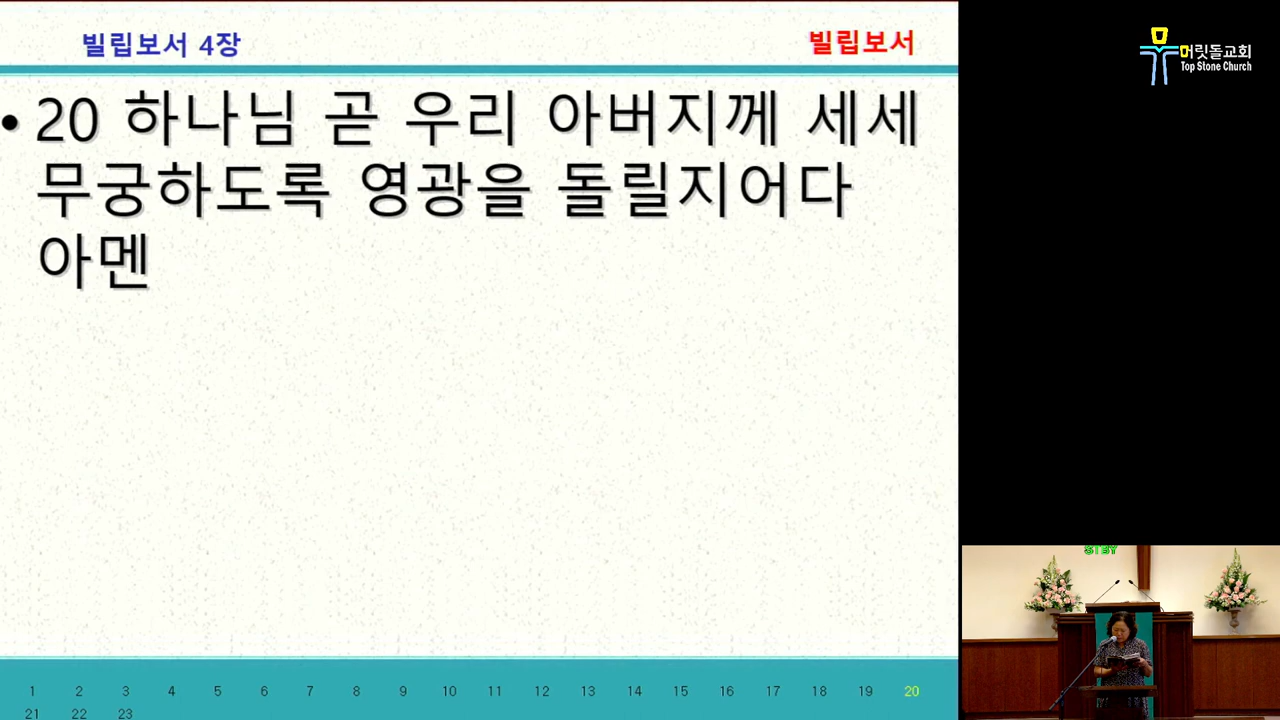 빌립보서 4장
빌립보서
머릿돌교회
Top Stone Church
• 20 하나님 곧 우리 아버지께 세세
무궁하도록 영광을 돌릴지어다
아멘
STBY
1 2 3 4 5 6 7 8 9 10 11 12 13 14 15 16 17 18 19 20
21 22 23